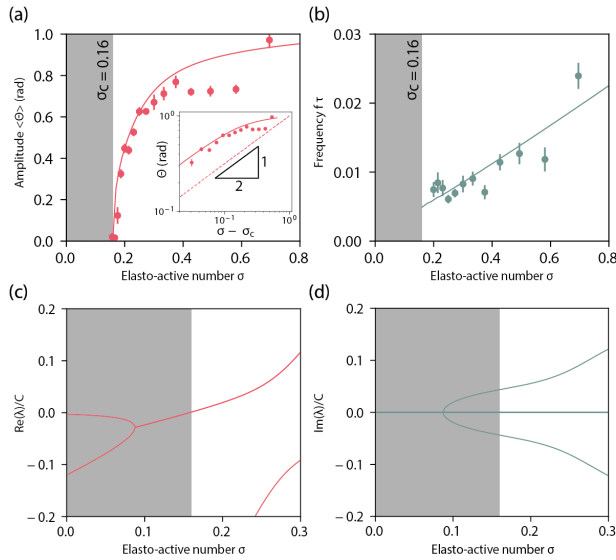 (a)
1.0
0.8
0.6
0.4
0.2
0.0
Amplitude <Θ> (rad)
σC = 0.16
10⁰
10⁻¹
Θ (rad)
1
2
10⁻¹
10⁰
σ − σc
0.0
0.2
0.4
0.6
0.8
Elasto-active number σ
(b)
0.03
0.02
0.01
0.00
Frequency f τ
σC = 0.16
0.0
0.2
0.4
0.6
0.8
Elasto-active number σ
(c)
0.2
0.1
0.0
−0.1
−0.2
Re(λ)/C
0.0
0.1
0.2
0.3
Elasto-active number σ
(d)
0.2
0.1
0.0
−0.1
−0.2
Im(λ)/C
0.0
0.1
0.2
0.3
Elasto-active number σ